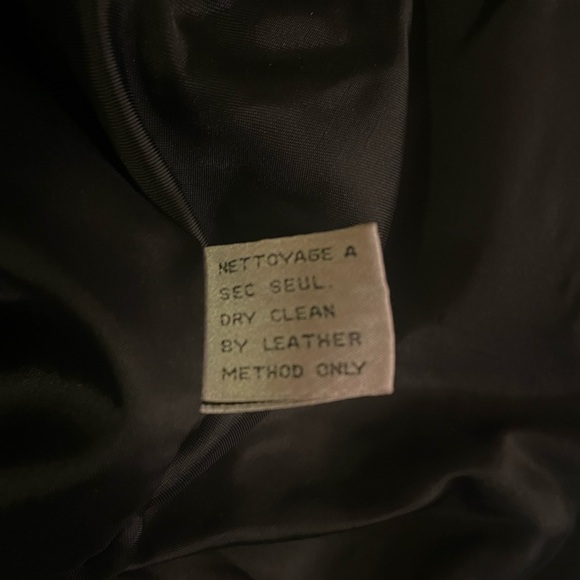 NETTOYAGE A
SEC SEUL.
DRY CLEAN
BY LEATHER
METHOD ONLY